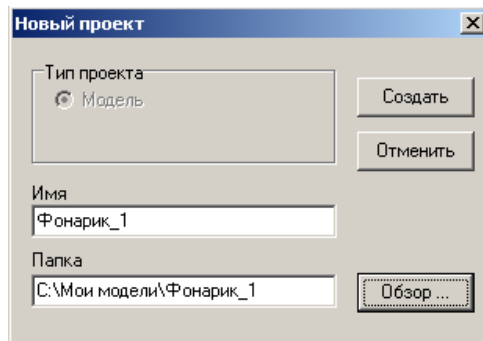 Новый проект
Тип проекта
Модель
Создать
Отменить
Имя
Фонарик_1
Папка
C:\Мои модели\Фонарик_1
Обзор ...